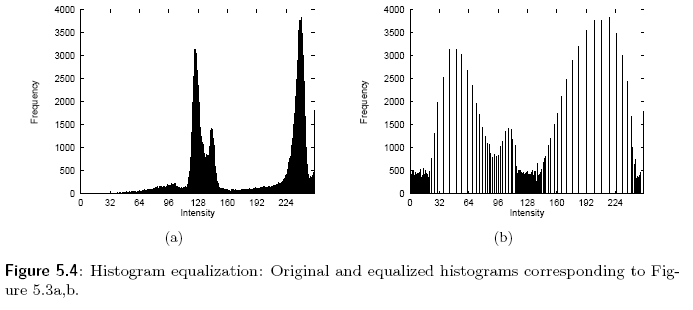 4000
3500
3000
2500
2000
1500
1000
500
0
Frequency
0 32 64 96 128 160 192 224
Intensity
(a)
4000
3500
3000
2500
2000
1500
1000
500
0
Frequency
0 32 64 96 128 160 192 224
Intensity
(b)
Figure 5.4: Histogram equalization: Original and equalized histograms corresponding to Fig-
ure 5.3a,b.